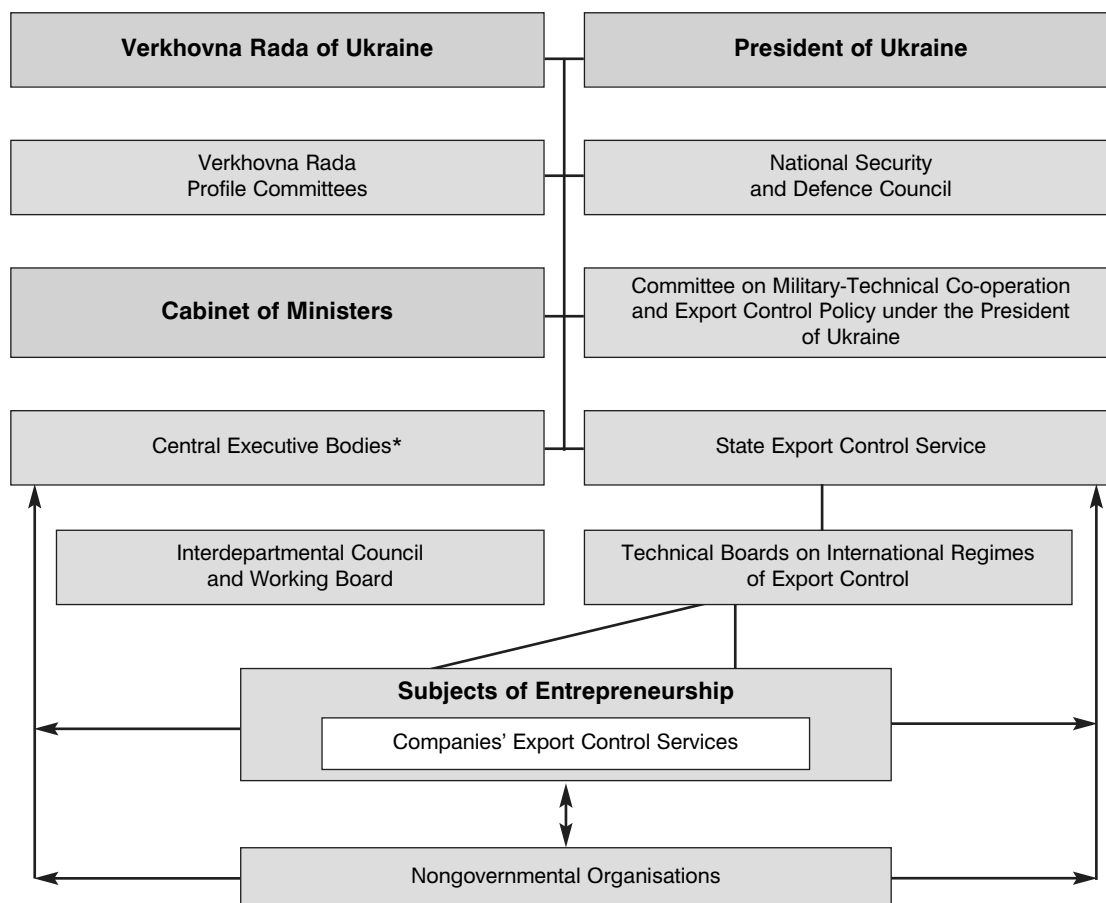 Verkhovna Rada of Ukraine
President of Ukraine
Verkhovna Rada
Profile Committees
National Security
and Defence Council
Cabinet of Ministers
Committee on Military-Technical Co-operation
and Export Control Policy under the President
of Ukraine
Central Executive Bodies*
State Export Control Service
Interdepartmental Council
and Working Board
Technical Boards on International Regimes
of Export Control
Subjects of Entrepreneurship
Companies’ Export Control Services
Nongovernmental Organisations